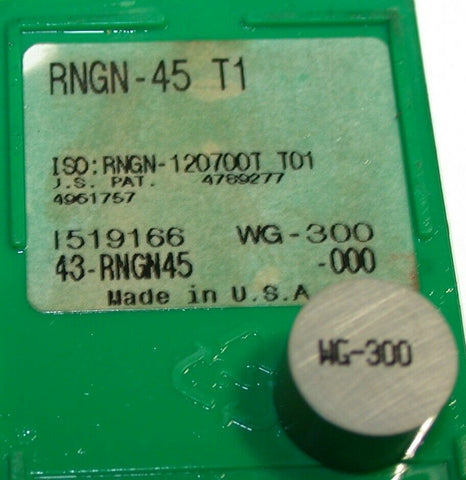 RNGN-45 T1
ISO:RNGN-120700T T01
U.S. PAT. 4789277
4961757
I519166 WG-300
43-RNGN45 -000
Made in U.S.A
WG-300